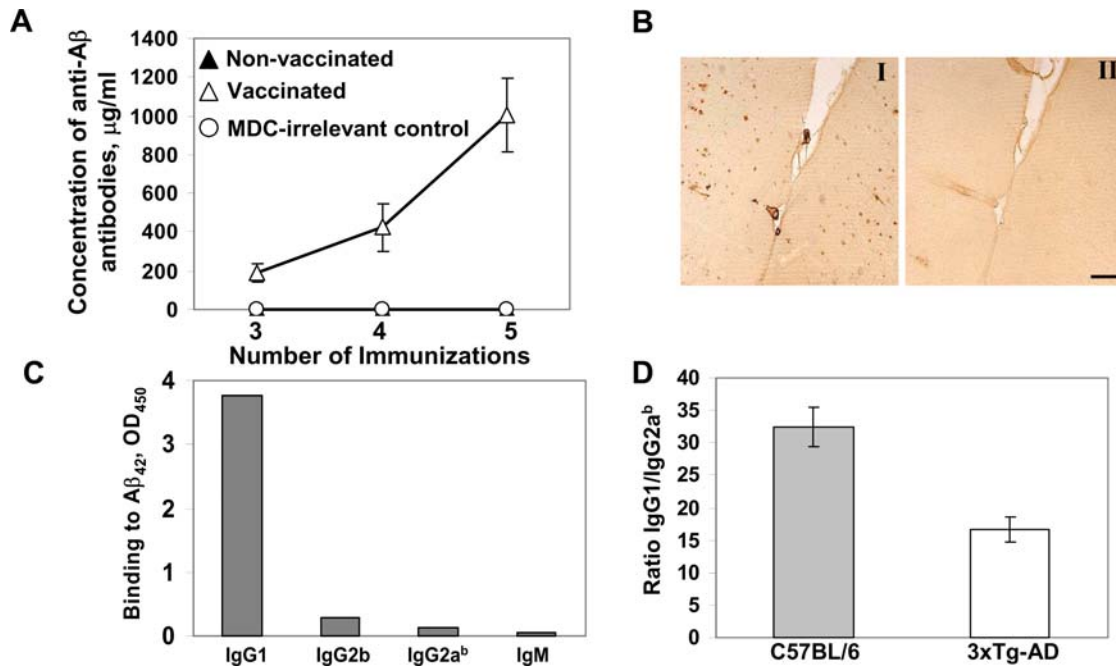 A
Concentration of anti-Aβ
antibodies, µg/ml
1400
1200
1000
800
600
400
200
0
Non-vaccinated
Vaccinated
MDC-irrelevant control
3 4 5
Number of Immunizations
B
I
II
C
Binding to Aβ42, OD450
4
3
2
1
0
IgG1 IgG2b IgG2aᵇ IgM
D
Ratio IgG1/IgG2aᵇ
40
35
30
25
20
15
10
5
0
C57BL/6 3xTg-AD